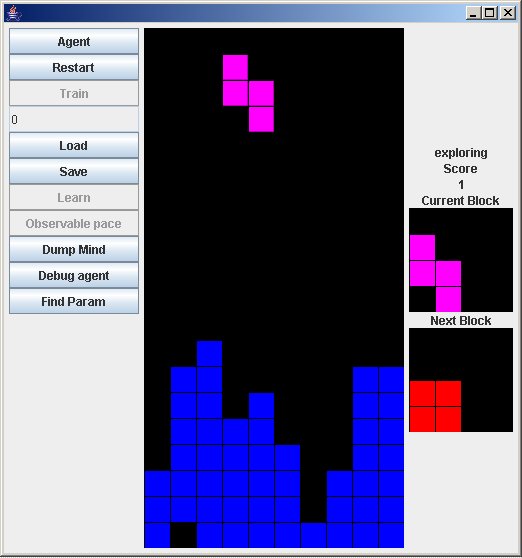 Agent
Restart
Train
0
Load
Save
Learn
Observable pace
Dump Mind
Debug agent
Find Param
exploring
Score
1
Current Block
Next Block